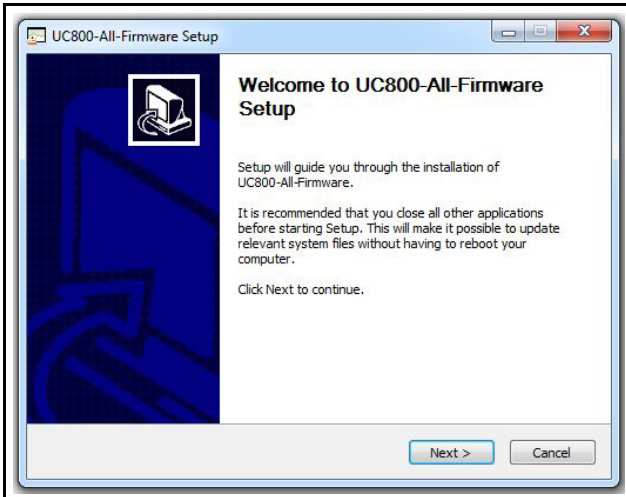 UC800-All-Firmware Setup
Welcome to UC800-All-Firmware
Setup
Setup will guide you through the installation of
UC800-All-Firmware.
It is recommended that you close all other applications
before starting Setup. This will make it possible to update
relevant system files without having to reboot your
computer.
Click Next to continue.
Next >
Cancel